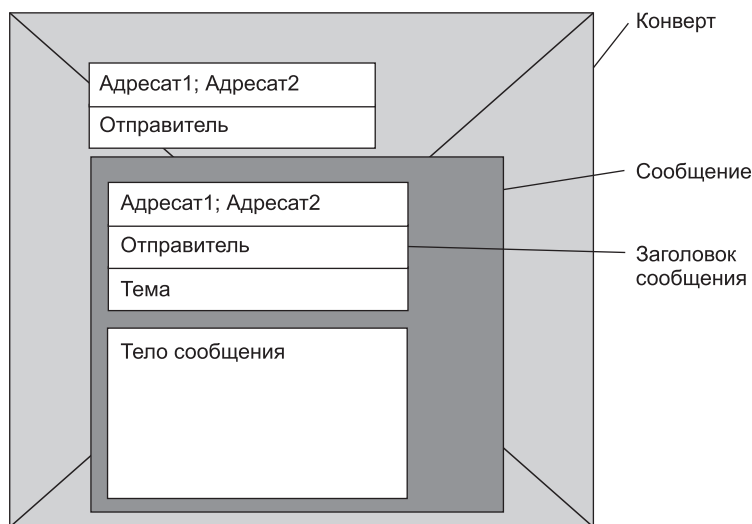 Конверт
Адресат1; Адресат2
Отправитель
Сообщение
Адресат1; Адресат2
Отправитель
Заголовок
сообщения
Тема
Тело сообщения